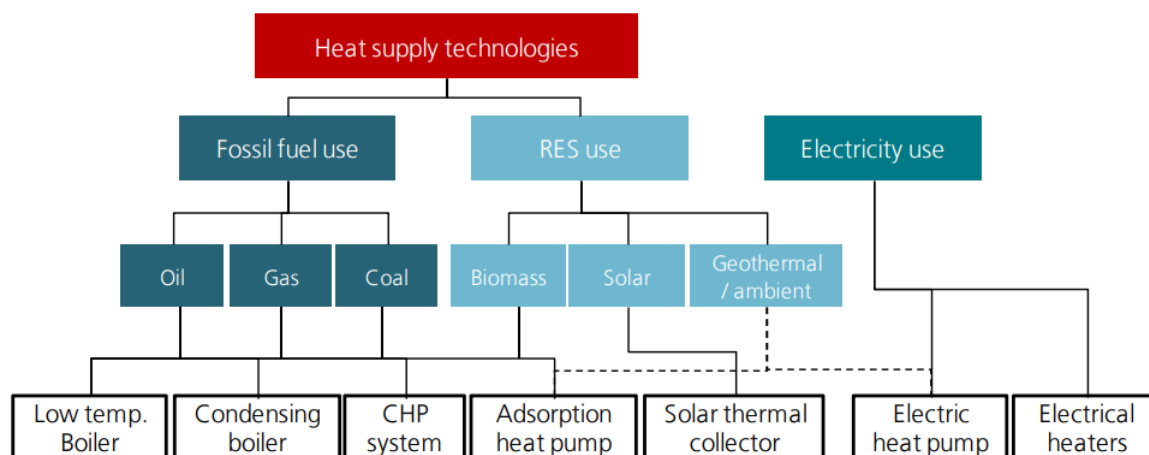 Heat supply technologies
Fossil fuel use
RES use
Electricity use
Oil
Gas
Coal
Biomass
Solar
Geothermal
/ ambient
Low temp.
Boiler
Condensing
boiler
CHP
system
Adsorption
heat pump
Solar thermal
collector
Electric
heat pump
Electrical
heaters